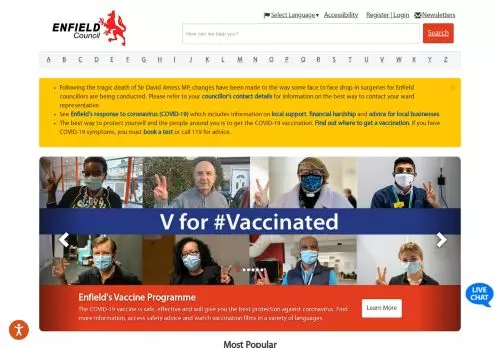 Select Language ▾ Accessibility Register | Login Newsletters
ENFIELD
Council
How can we help you?
Search
A B C D E F G H I J K L M N O P Q R S T U V W Y Z
Following the tragic death of Sir David Amess MP, changes have been made to the way some face to face drop-in surgeries for Enfield
councillors are being conducted. Please refer to your councillor's contact details for information on the best way to contact your ward
representative.
See Enfield's response to coronavirus (COVID-19) which includes information on local support, financial hardship and advice for local businesses
The best way to protect yourself and the people around you is to get the COVID-19 vaccination. Find out where to get a vaccination. If you have
COVID-19 symptoms, you must book a test or call 119 for advice.
V for #Vaccinated
Enfield's Vaccine Programme
The COVID-19 vaccine is safe, effective and will give you the best protection against coronavirus. Find
more information, access safety advice and watch vaccination films in a variety of languages.
Learn More
LIVE
CHAT
Most Popular